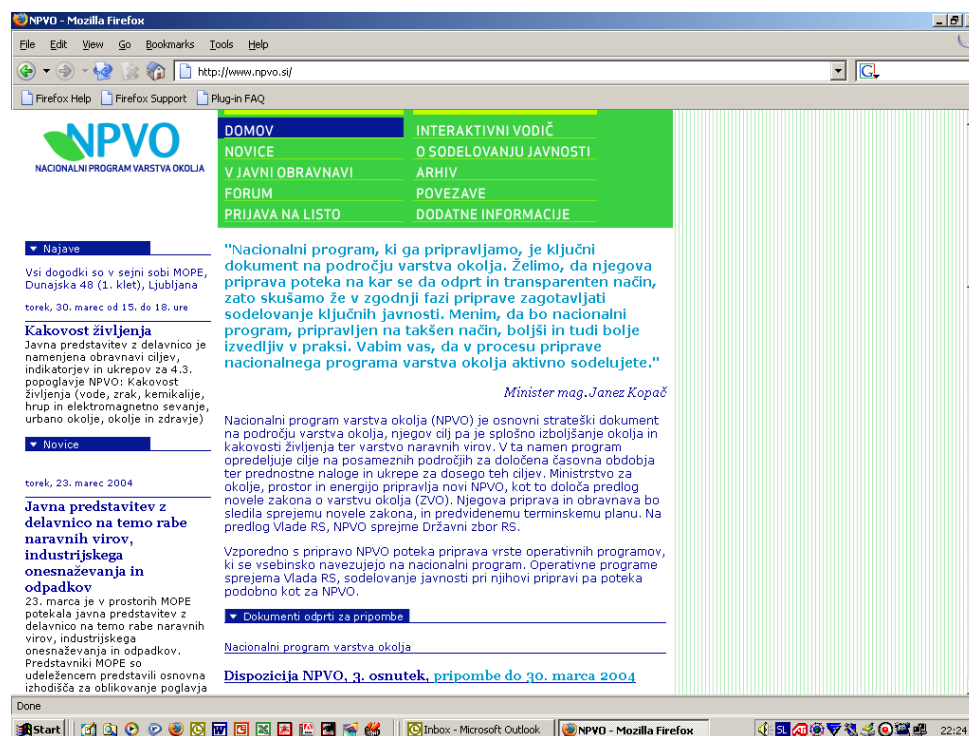 NPVO - Mozilla Firefox
File Edit View Go Bookmarks Tools Help
http://www.npvo.si/
G
Firefox Help Firefox Support Plug-in FAQ
NPVO
NACIONALNI PROGRAM VARSTVA OKOLJA
DOMOV
NOVICE
V JAVNI OBRAVNAVI
FORUM
PRIJAVA NA LISTO
INTERAKTIVNI VODIČ
O SODELOVANJU JAVNOSTI
ARHIV
POVEZAVE
DODATNE INFORMACIJE
Najave
Vsi dogodki so v sejni sobi MOPE,
Dunajska 48 (1. klet), Ljubljana
torek, 30. marec od 15. do 18. ure
Kakovost življenja
Javna predstavitev z delavnico je
namenjena obravnavi ciljev,
indikatorjev in ukrepov za 4.3.
popoglavje NPVO: Kakovost
življenja (vode, zrak, kemikalije,
hrup in elektromagnetno sevanje,
urbano okolje, okolje in zdravje)
Novice
torek, 23. marec 2004
Javna predstavitev z
delavnico na temo rabe
naravnih virov,
industrijskega
onesnaževanja in
odpadkov
23. marca je v prostorih MOPE
potekala javna predstavitev z
delavnico na temo rabe naravnih
virov, industrijskega
onesnaževanja in odpadkov.
Predstavniki MOPE so
udeležencem predstavili osnovna
izhodišča za oblikovanje poglavja
"Nacionalni program, ki ga pripravljamo, je ključni
dokument na področju varstva okolja. Želimo, da njegova
priprava poteka na kar se da odprt in transparenten način,
zato skušamo že v zgodnji fazi priprave zagotavljati
sodelovanje ključnih javnosti. Menim, da bo nacionalni
program, pripravljen na takšen način, boljši in tudi bolje
izvedljiv v praksi. Vabim vas, da v procesu priprave
nacionalnega programa varstva okolja aktivno sodelujete."
Minister mag. Janez Kopač
Nacionalni program varstva okolja (NPVO) je osnovni strateški dokument
na področju varstva okolja, njegov cilj pa je splošno izboljšanje okolja in
kakovosti življenja ter varstvo naravnih virov. V ta namen program
opredeljuje cilje na posameznih področjih za določena časovna obdobja
ter prednostne naloge in ukrepe za dosego teh ciljev. Ministrstvo za
okolje, prostor in energijo pripravlja novi NPVO, kot to določa predlog
novele zakona o varstvu okolja (ZVO). Njegova priprava in obravnava bo
sledila sprejemu novele zakona, in predvidenemu terminskemu planu. Na
predlog Vlade RS, NPVO sprejme Državni zbor RS.
Vzporedno s pripravo NPVO poteka priprava vrste operativnih programov,
ki se vsebinsko navezujejo na nacionalni program. Operativne programe
sprejema Vlada RS, sodelovanje javnosti pri njihovi pripravi pa poteka
podobno kot za NPVO.
Dokumenti odprti za pripombe
Nacionalni program varstva okolja
Dispozicija NPVO, 3. osnutek, pripombe do 30. marca 2004
Done
Start Inbox - Microsoft Outlook NPVO - Mozilla Firefox SL 22:24